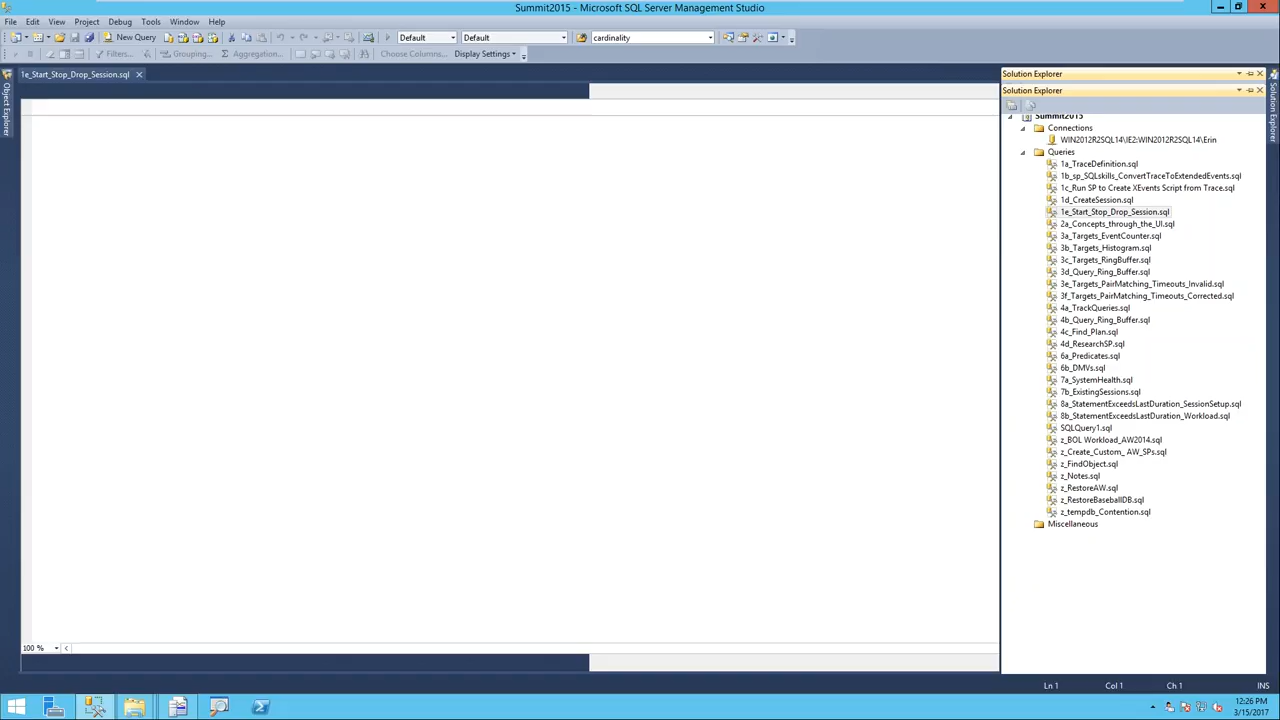 Summit2015 - Microsoft SQL Server Management Studio
File Edit View Project Debug Tools Window Help
New Query Default Default cardinality
Filters... Grouping... Aggregation... Choose Columns... Display Settings
1e_Start_Stop_Drop_Session.sql
Object Explorer
Solution Explorer
Solution Explorer
Solution Explorer
Summit2015
Connections
WIN2012R2SQL14\IE2:WIN2012R2SQL14\Erin
Queries
1a_TraceDefinition.sql
1b_sp_SQLskills_ConvertTraceToExtendedEvents.sql
1c_Run SP to Create XEvents Script from Trace.sql
1d_CreateSession.sql
1e_Start_Stop_Drop_Session.sql
2a_Concepts_through_the_UI.sql
3a_Targets_EventCounter.sql
3b_Targets_Histogram.sql
3c_Targets_RingBuffer.sql
3d_Query_Ring_Buffer.sql
3e_Targets_PairMatching_Timeouts_Invalid.sql
3f_Targets_PairMatching_Timeouts_Corrected.sql
4a_TrackQueries.sql
4b_Query_Ring_Buffer.sql
4c_Find_Plan.sql
4d_ResearchSP.sql
6a_Predicates.sql
6b_DMVs.sql
7a_SystemHealth.sql
7b_ExistingSessions.sql
8a_StatementExceedsLastDuration_SessionSetup.sql
8b_StatementExceedsLastDuration_Workload.sql
SQLQuery1.sql
z_BOL Workload_AW2014.sql
z_Create_Custom_ AW_SPs.sql
z_FindObject.sql
z_Notes.sql
z_RestoreAW.sql
z_RestoreBaseballDB.sql
z_tempdb_Contention.sql
Miscellaneous
100 %
Ln 1 Col 1 Ch 1 INS
12:26 PM
3/15/2017